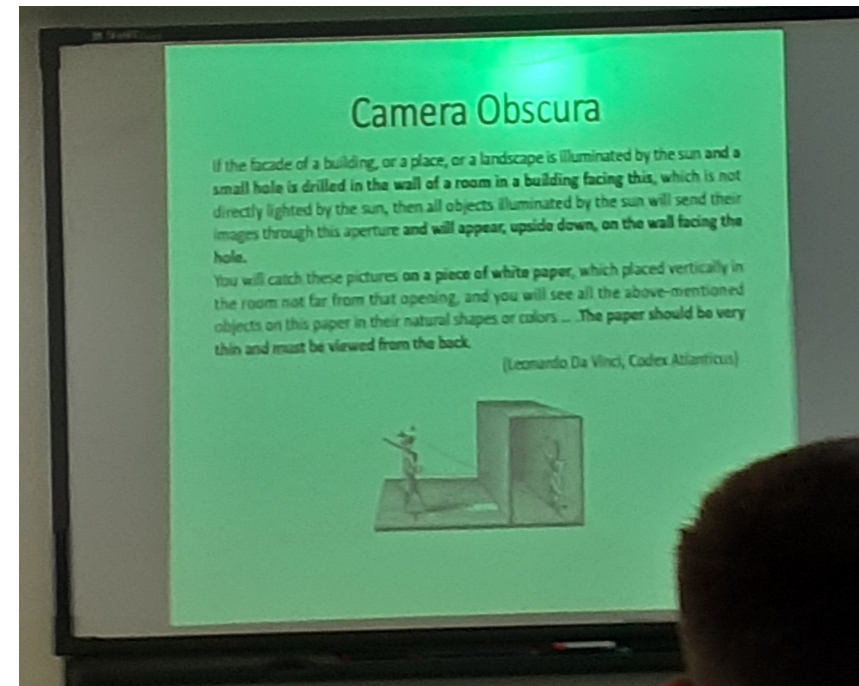 Camera Obscura
If the facade of a building, or a place, or a landscape is illuminated by the sun and a
small hole is drilled in the wall of a room in a building facing this, which is not
directly lighted by the sun, then all objects illuminated by the sun will send their
images through this aperture and will appear, upside down, on the wall facing the
hole.
You will catch these pictures on a piece of white paper, which placed vertically in
the room not far from that opening, and you will see all the above-mentioned
objects on this paper in their natural shapes or colors ... .The paper should be very
thin and must be viewed from the back.
(Leonardo Da Vinci, Codex Atlanticus)